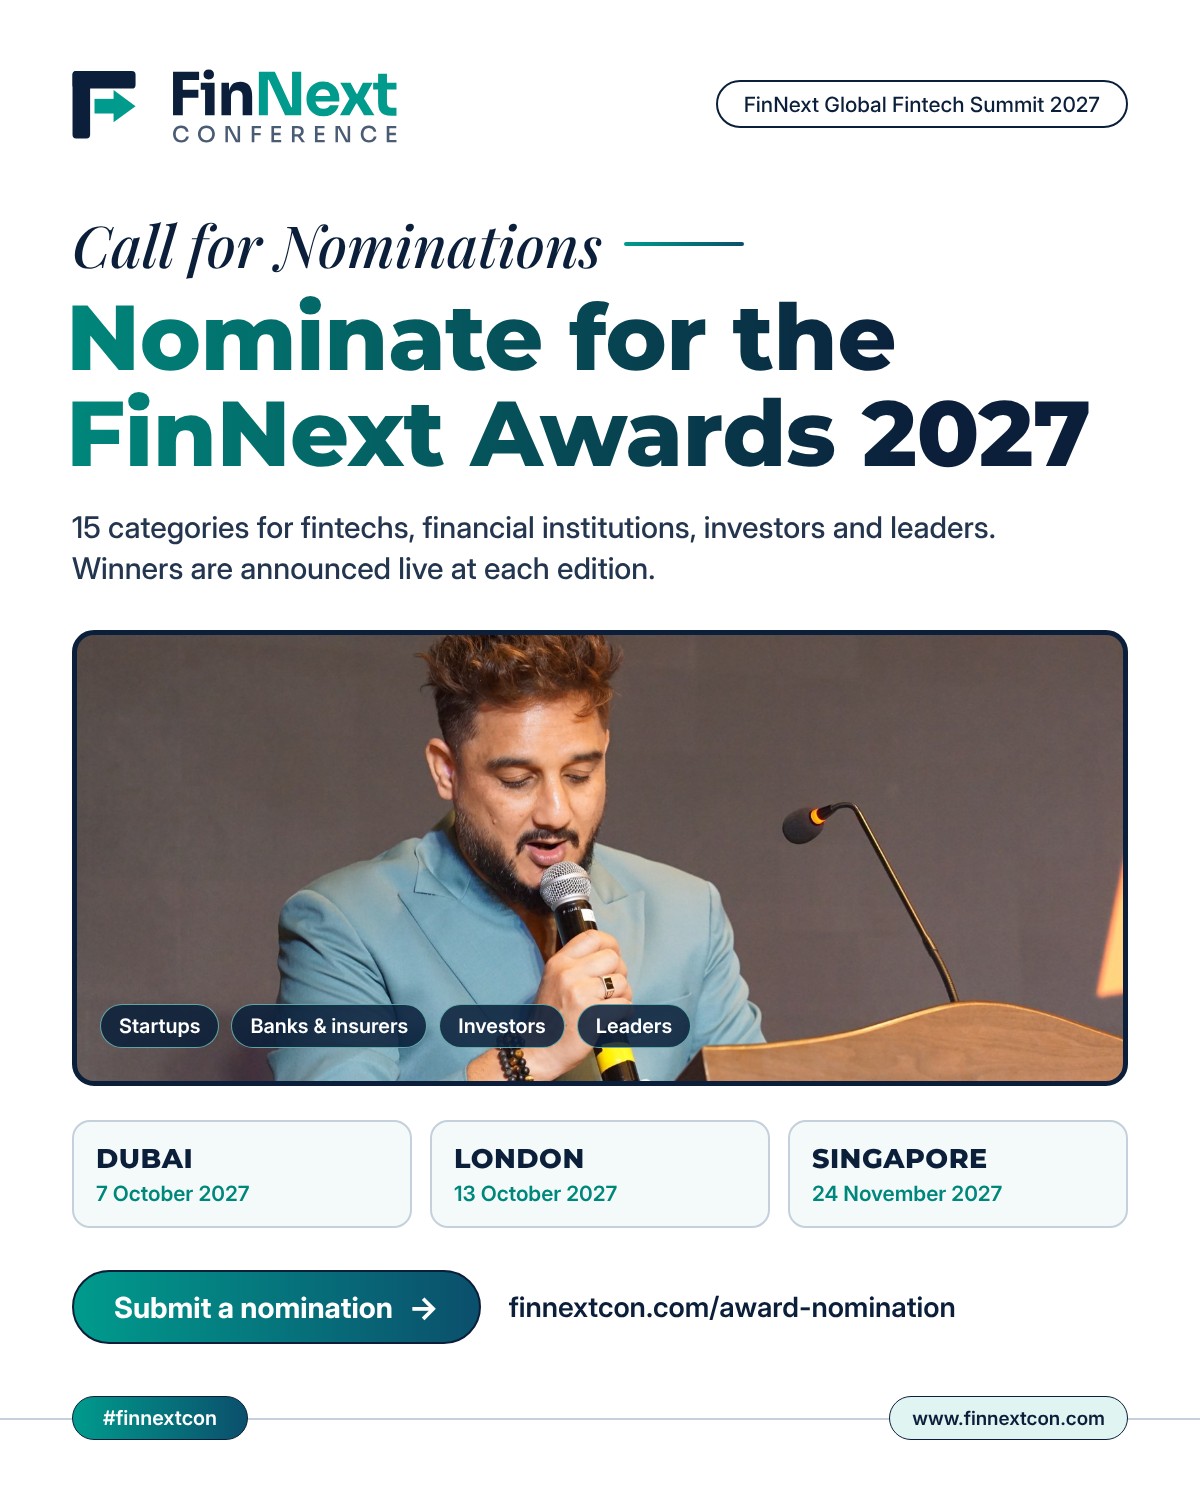 FinNext
CONFERENCE
FinNext Global Fintech Summit 2027
Call for Nominations
Nominate for the
FinNext Awards 2027
15 categories for fintechs, financial institutions, investors and leaders.
Winners are announced live at each edition.
Startups
Banks & insurers
Investors
Leaders
DUBAI
7 October 2027
LONDON
13 October 2027
SINGAPORE
24 November 2027
Submit a nomination →
finnextcon.com/award-nomination
#finnextcon
www.finnextcon.com